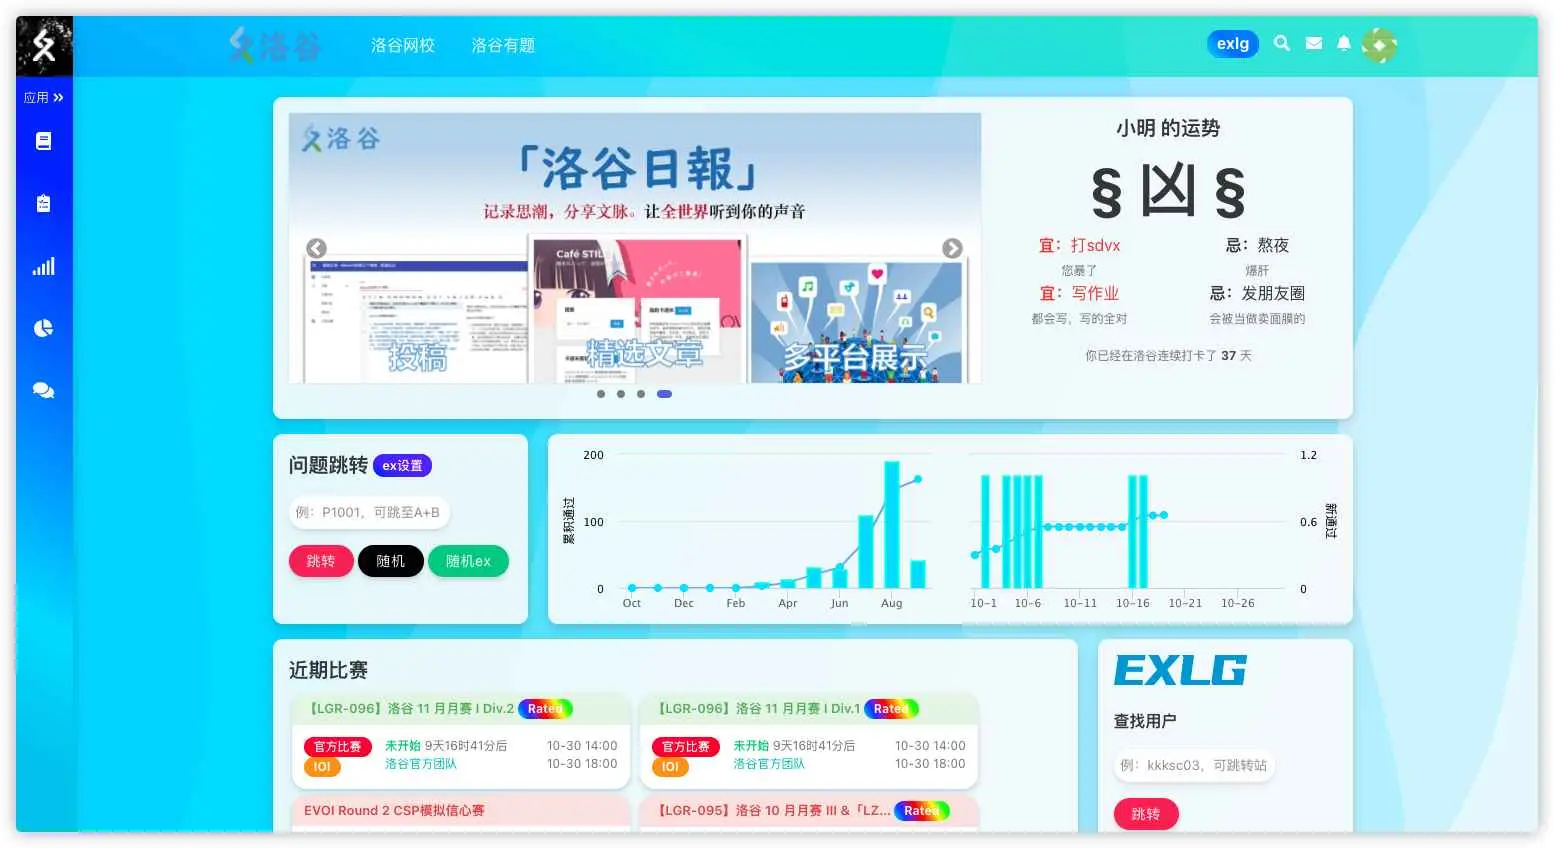 洛谷
洛谷网校
洛谷有题
exlg
应用
洛谷
「洛谷日報」
记录思潮，分享文脉。让全世界听到你的声音
Café STILL
投稿
精选文章
多平台展示
小明 的运势
§ 凶 §
宜：打sdvx
忌：熬夜
您暴了
爆肝
宜：写作业
忌：发朋友圈
都会写，写的全对
会被当做卖面膜的
你已经在洛谷连续打卡了 37 天
问题跳转 ex设置
例：P1001，可跳至A+B
跳转 随机 随机ex
200
100
0
累积通过
Oct Dec Feb Apr Jun Aug
1.2
0.6
0
新通过
10-1 10-6 10-11 10-16 10-21 10-26
近期比赛
【LGR-096】洛谷 11 月月赛 I Div.2 Rated
官方比赛 未开始 9天16时41分后 10-30 14:00
IOI 洛谷官方团队 10-30 18:00
【LGR-096】洛谷 11 月月赛 I Div.1 Rated
官方比赛 未开始 9天16时41分后 10-30 14:00
IOI 洛谷官方团队 10-30 18:00
EVOI Round 2 CSP模拟信心赛
【LGR-095】洛谷 10 月月赛 III &「LZ... Rated
EXLG
查找用户
例：kkksc03，可跳转站
跳转